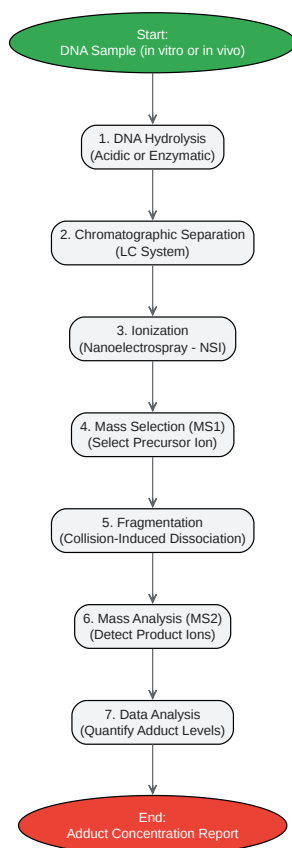 Start:
DNA Sample (in vitro or in vivo)
1. DNA Hydrolysis
(Acidic or Enzymatic)
2. Chromatographic Separation
(LC System)
3. Ionization
(Nanoelectrospray - NSI)
4. Mass Selection (MS1)
(Select Precursor Ion)
5. Fragmentation
(Collision-Induced Dissociation)
6. Mass Analysis (MS2)
(Detect Product Ions)
7. Data Analysis
(Quantify Adduct Levels)
End:
Adduct Concentration Report